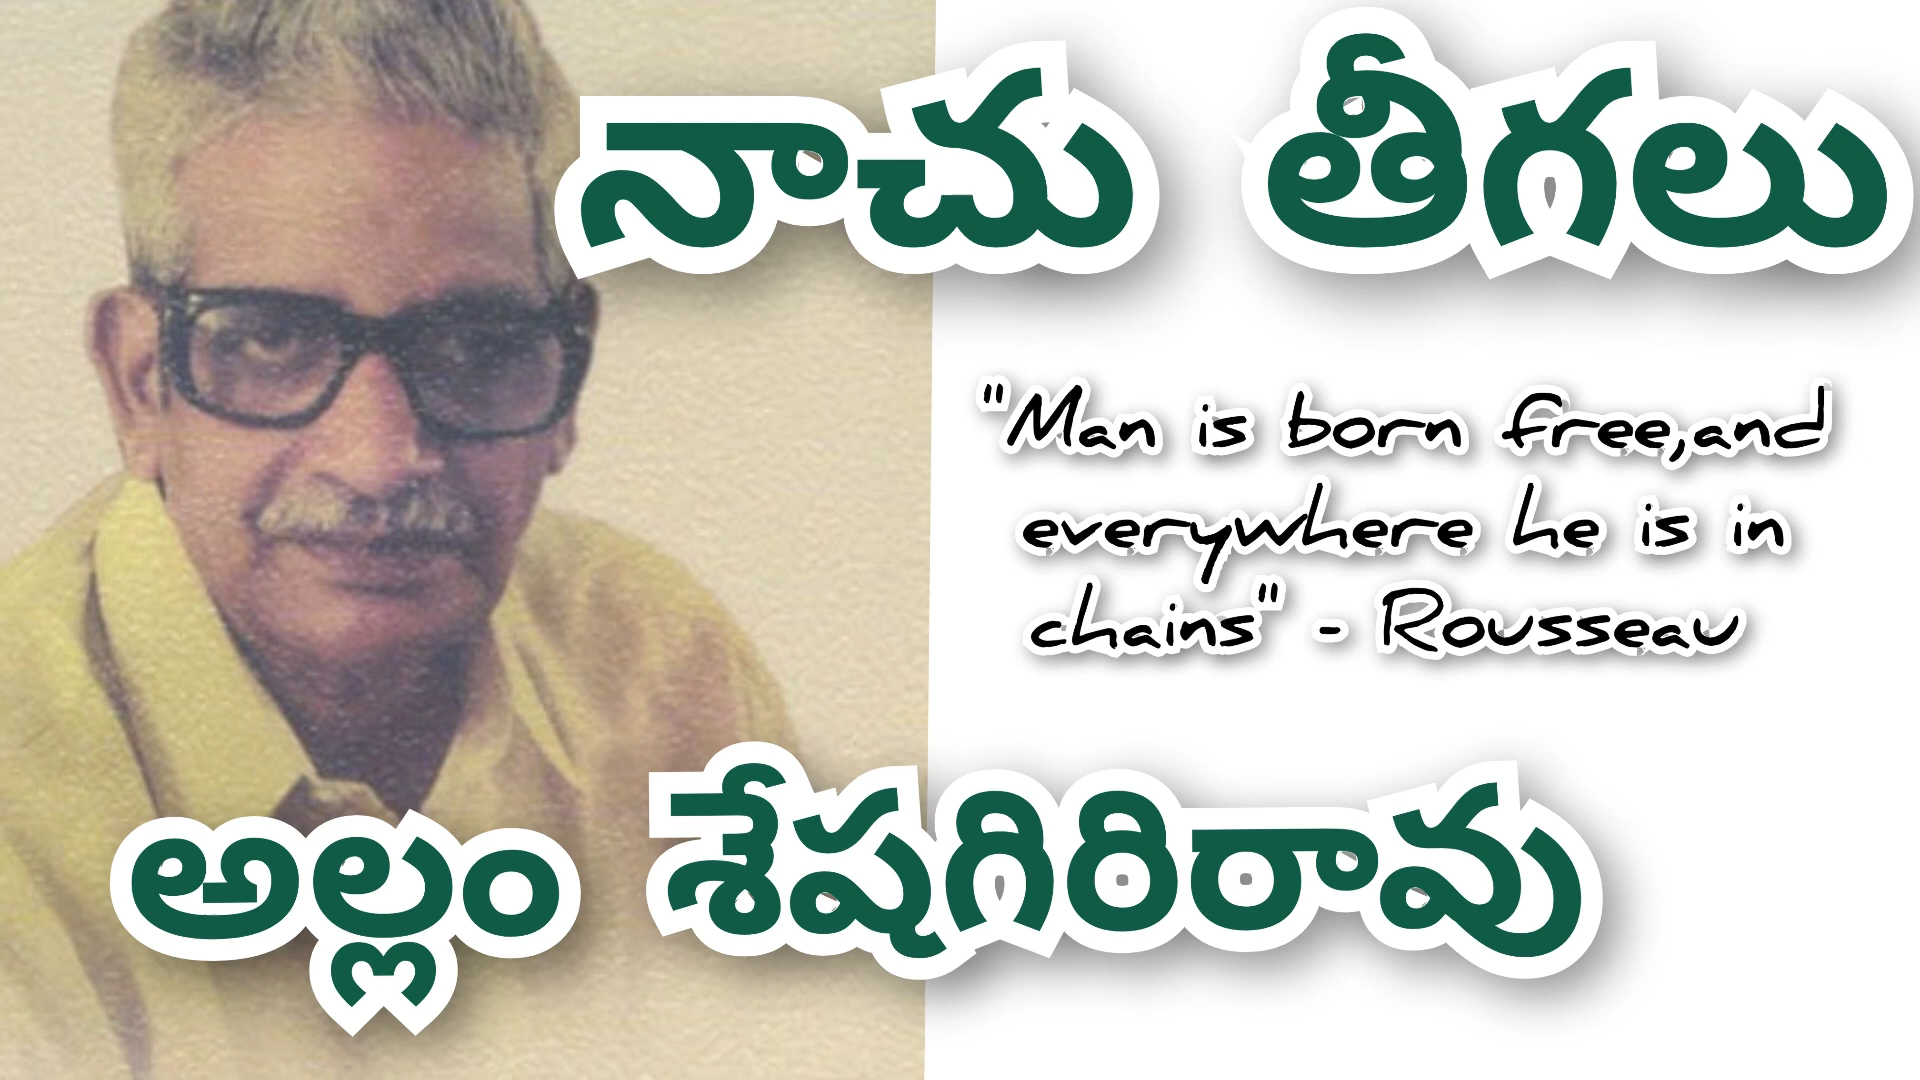 నాచు తీగలు
"Man is born free,and
everywhere he is in
chains" - Rousseau
అల్లం శేషగిరిరావు